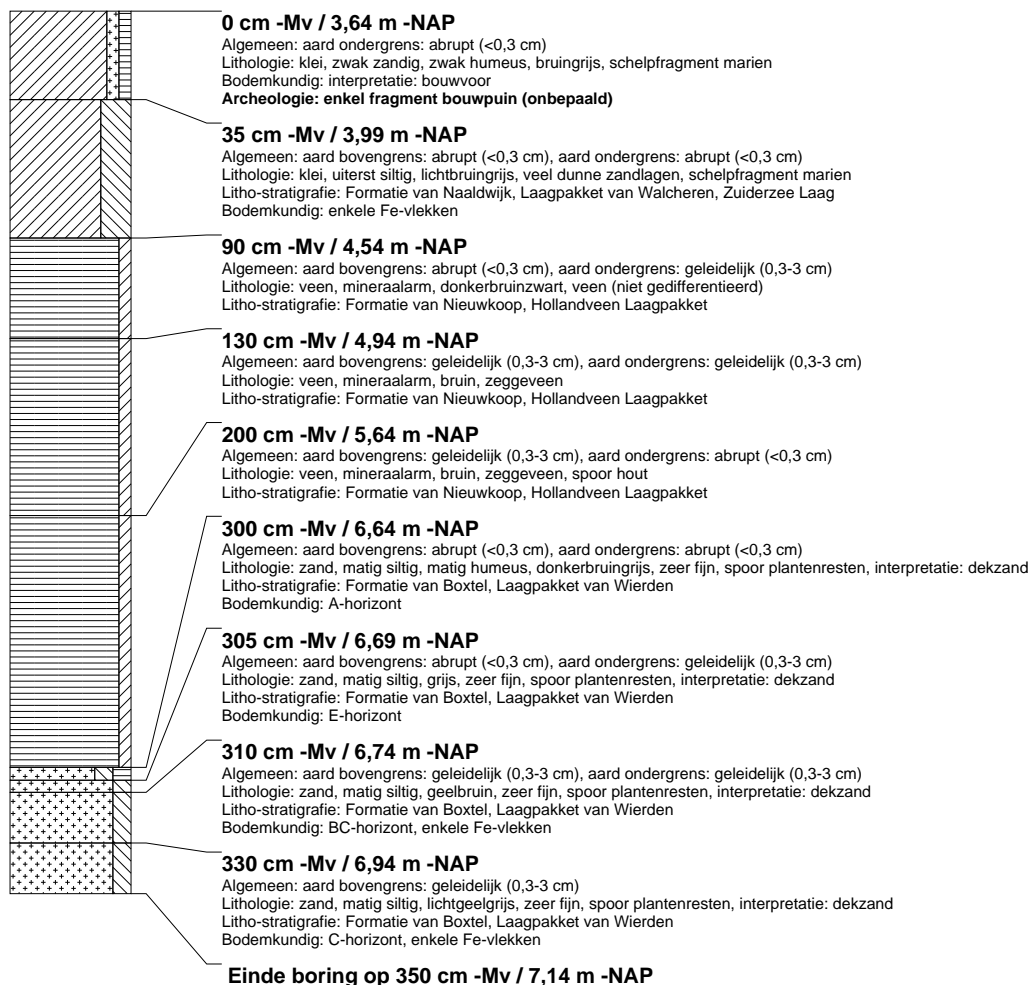 0 cm -Mv / 3,64 m -NAP
Algemeen: aard ondergrens: abrupt (<0,3 cm)
Lithologie: klei, zwak zandig, zwak humeus, bruingrijs, schelpfragment marien
Bodemkundig: interpretatie: bouwvoor
Archeologie: enkel fragment bouwpuin (onbepaald)
35 cm -Mv / 3,99 m -NAP
Algemeen: aard bovengrens: abrupt (<0,3 cm), aard ondergrens: abrupt (<0,3 cm)
Lithologie: klei, uiterst siltig, lichtbruingrijs, veel dunne zandlagen, schelpfragment marien
Litho-stratigrafie: Formatie van Naaldwijk, Laagpakket van Walcheren, Zuiderzee Laag
Bodemkundig: enkele Fe-vlekken
90 cm -Mv / 4,54 m -NAP
Algemeen: aard bovengrens: abrupt (<0,3 cm), aard ondergrens: geleidelijk (0,3-3 cm)
Lithologie: veen, mineraalarm, donkerbruinzwart, veen (niet gedifferentieerd)
Litho-stratigrafie: Formatie van Nieuwkoop, Hollandveen Laagpakket
130 cm -Mv / 4,94 m -NAP
Algemeen: aard bovengrens: geleidelijk (0,3-3 cm), aard ondergrens: geleidelijk (0,3-3 cm)
Lithologie: veen, mineraalarm, bruin, zeggeveen
Litho-stratigrafie: Formatie van Nieuwkoop, Hollandveen Laagpakket
200 cm -Mv / 5,64 m -NAP
Algemeen: aard bovengrens: geleidelijk (0,3-3 cm), aard ondergrens: abrupt (<0,3 cm)
Lithologie: veen, mineraalarm, bruin, zeggeveen, spoor hout
Litho-stratigrafie: Formatie van Nieuwkoop, Hollandveen Laagpakket
300 cm -Mv / 6,64 m -NAP
Algemeen: aard bovengrens: abrupt (<0,3 cm), aard ondergrens: abrupt (<0,3 cm)
Lithologie: zand, matig siltig, matig humeus, donkerbruingrijs, zeer fijn, spoor plantenresten, interpretatie: dekzand
Litho-stratigrafie: Formatie van Boxtel, Laagpakket van Wierden
Bodemkundig: A-horizont
305 cm -Mv / 6,69 m -NAP
Algemeen: aard bovengrens: abrupt (<0,3 cm), aard ondergrens: geleidelijk (0,3-3 cm)
Lithologie: zand, matig siltig, grijs, zeer fijn, spoor plantenresten, interpretatie: dekzand
Litho-stratigrafie: Formatie van Boxtel, Laagpakket van Wierden
Bodemkundig: E-horizont
310 cm -Mv / 6,74 m -NAP
Algemeen: aard bovengrens: geleidelijk (0,3-3 cm), aard ondergrens: geleidelijk (0,3-3 cm)
Lithologie: zand, matig siltig, geelbruin, zeer fijn, spoor plantenresten, interpretatie: dekzand
Litho-stratigrafie: Formatie van Boxtel, Laagpakket van Wierden
Bodemkundig: BC-horizont, enkele Fe-vlekken
330 cm -Mv / 6,94 m -NAP
Algemeen: aard bovengrens: geleidelijk (0,3-3 cm)
Lithologie: zand, matig siltig, lichtgeelgrijs, zeer fijn, spoor plantenresten, interpretatie: dekzand
Litho-stratigrafie: Formatie van Boxtel, Laagpakket van Wierden
Bodemkundig: C-horizont, enkele Fe-vlekken
Einde boring op 350 cm -Mv / 7,14 m -NAP